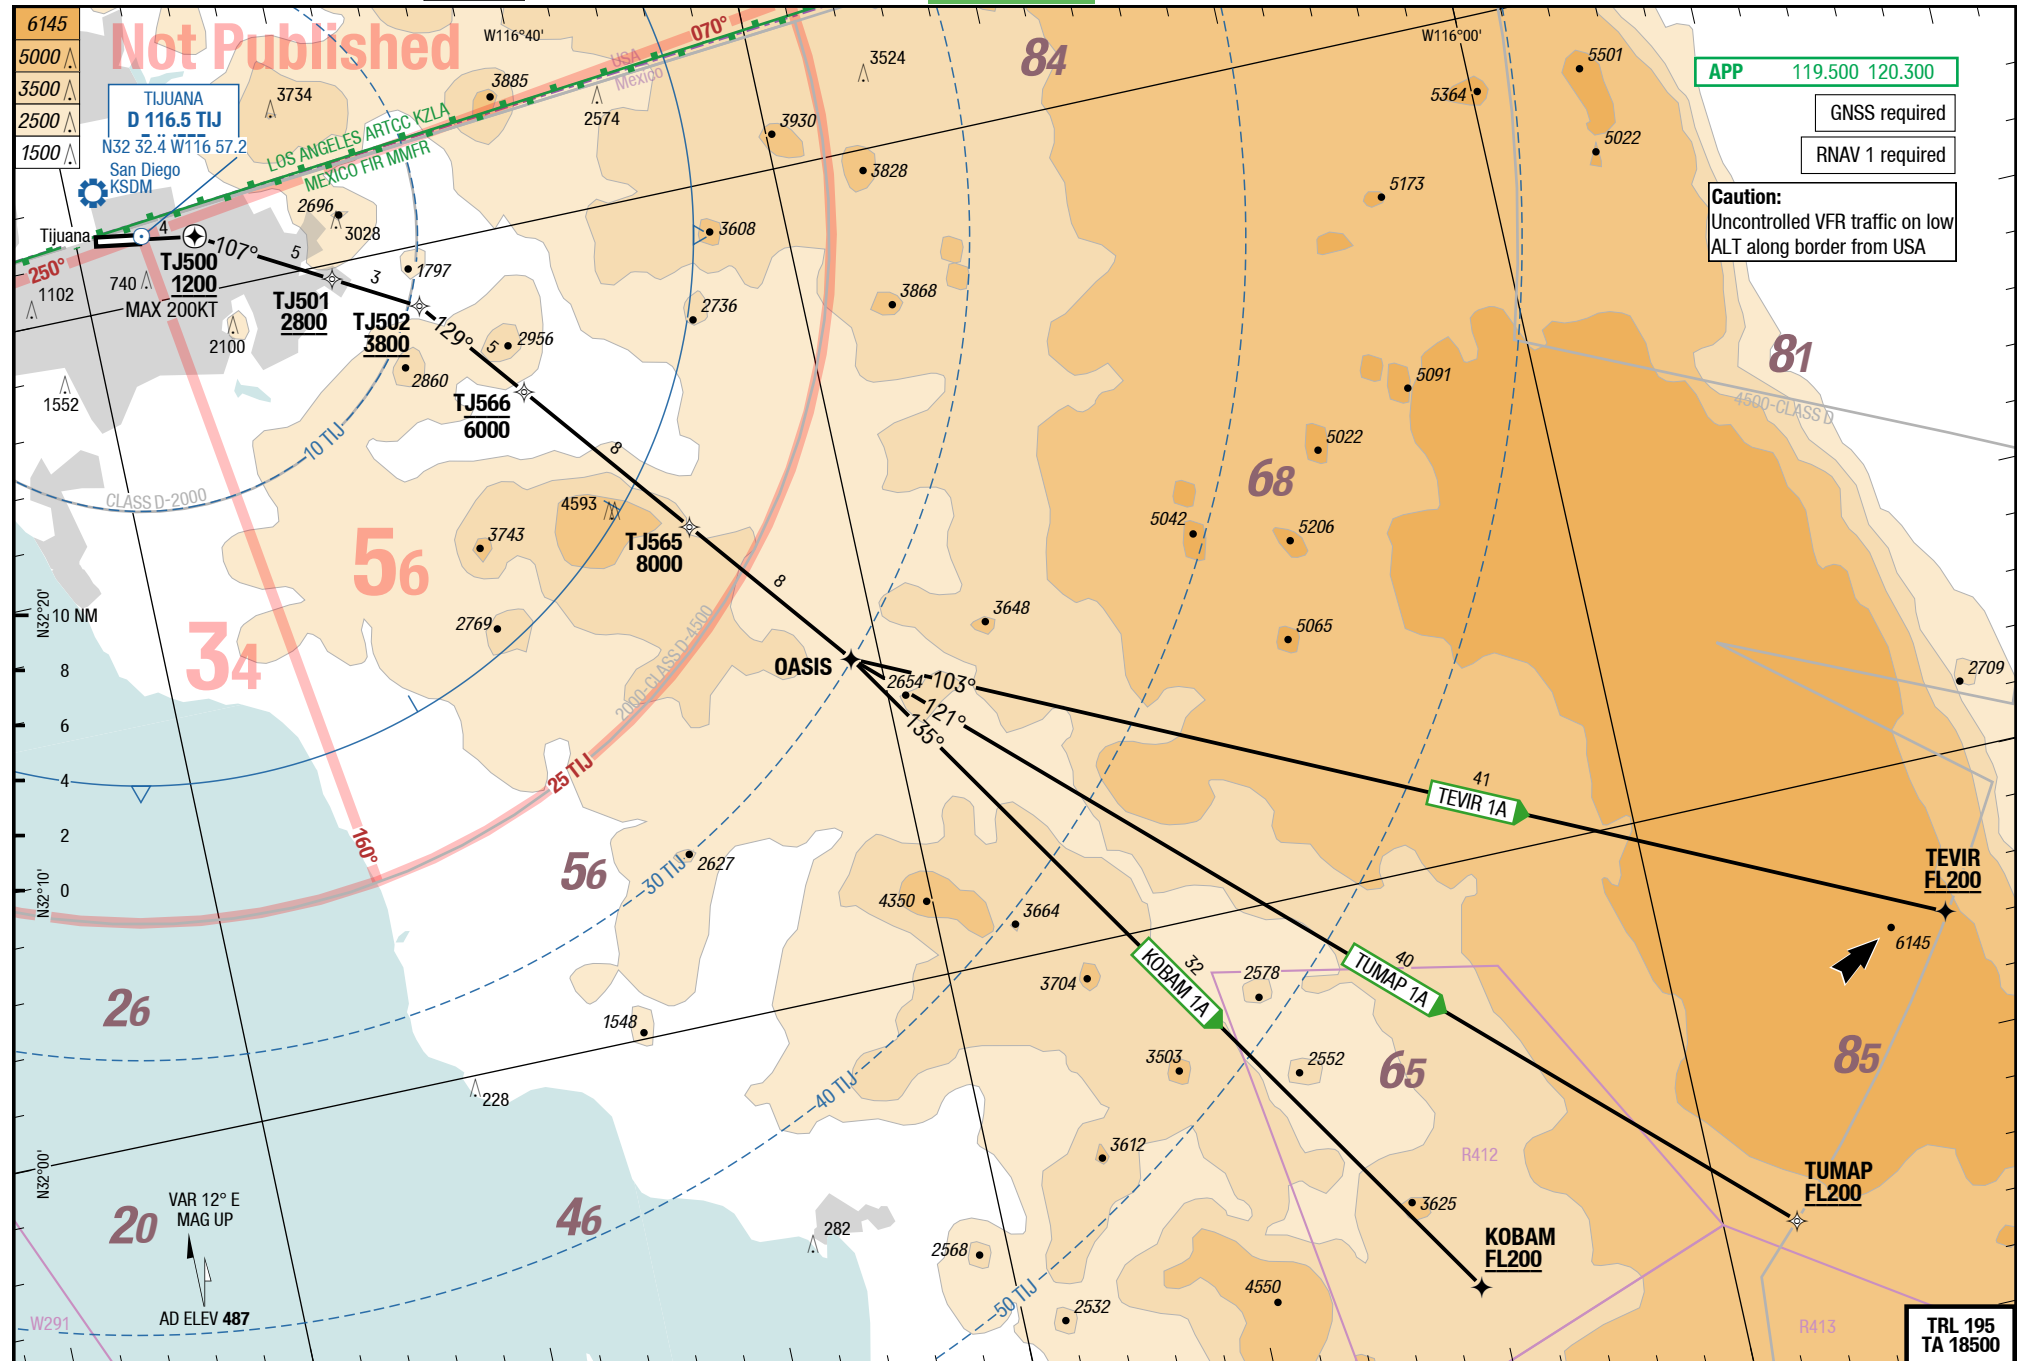 6145
5000
3500
2500
1500
Not Published
TIJUANA
D 116.5 TIJ
N32 32.4 W116 57.2
San Diego
KSDM
Tijuana
W116°40'
W116°00'
USA
Mexico
070°
LOS ANGELES ARTCC KZLA
MEXICO FIR MMFR
3734
3885
2574
3524
84
3930
3828
5501
5364
5022
5173
APP 119.500 120.300
GNSS required
RNAV 1 required
Caution:
Uncontrolled VFR traffic on low
ALT along border from USA
2696
3028
3608
4
107°
5
3
250°
TJ500
1200
MAX 200KT
740
1102
1797
TJ501
2800
TJ502
3800
129°
5
2956
2860
2100
1552
2736
3868
81
4500-CLASS D
5091
5022
68
TJ566
6000
8
10 TIJ
CLASS D-2000
56
3743
4593
TJ565
8000
8
5042
5206
5065
N32°20'
10 NM
8
6
4
2
0
34
2769
2000-CLASS D-4500
3648
OASIS
2654
103°
121°
135°
2709
25 TIJ
160°
41
TEVIR 1A
TEVIR
FL200
6145
N32°10'
56
2627
30 TIJ
4350
3664
3704
32
KOBAM 1A
40
TUMAP 1A
2578
26
1548
228
3503
2552
65
85
40 TIJ
3612
R412
N32°00'
VAR 12° E
MAG UP
20
46
282
2568
3625
KOBAM
FL200
TUMAP
FL200
AD ELEV 487
W291
50 TIJ
2532
4550
R413
TRL 195
TA 18500